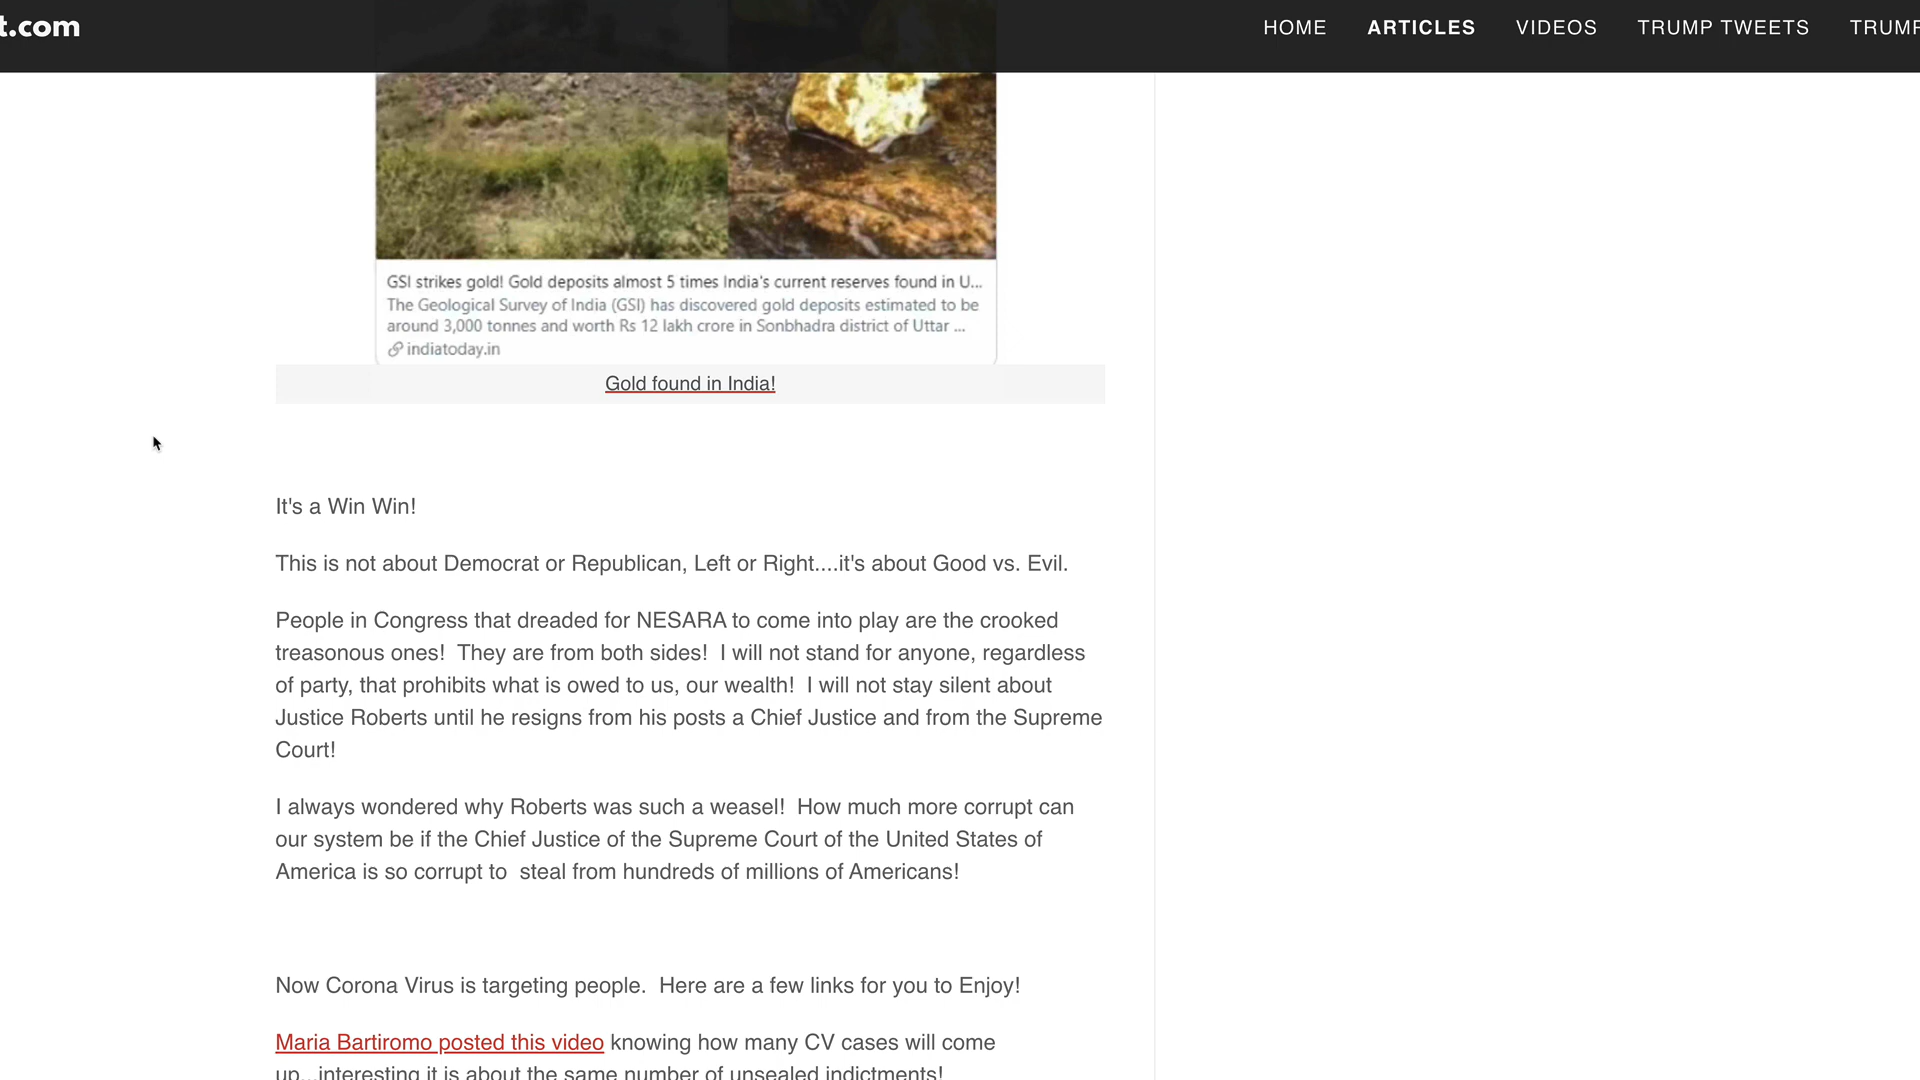 t.com
HOME ARTICLES VIDEOS TRUMP TWEETS TRUMP
GSI strikes gold! Gold deposits almost 5 times India's current reserves found in U...
The Geological Survey of India (GSI) has discovered gold deposits estimated to be
around 3,000 tonnes and worth Rs 12 lakh crore in Sonbhadra district of Uttar ...
indiatoday.in
Gold found in India!
It's a Win Win!
This is not about Democrat or Republican, Left or Right....it's about Good vs. Evil.
People in Congress that dreaded for NESARA to come into play are the crooked
treasonous ones!  They are from both sides!  I will not stand for anyone, regardless
of party, that prohibits what is owed to us, our wealth!  I will not stay silent about
Justice Roberts until he resigns from his posts a Chief Justice and from the Supreme
Court!
I always wondered why Roberts was such a weasel!  How much more corrupt can
our system be if the Chief Justice of the Supreme Court of the United States of
America is so corrupt to  steal from hundreds of millions of Americans!
Now Corona Virus is targeting people.  Here are a few links for you to Enjoy!
Maria Bartiromo posted this video knowing how many CV cases will come
up...interesting it is about the same number of unsealed indictments!